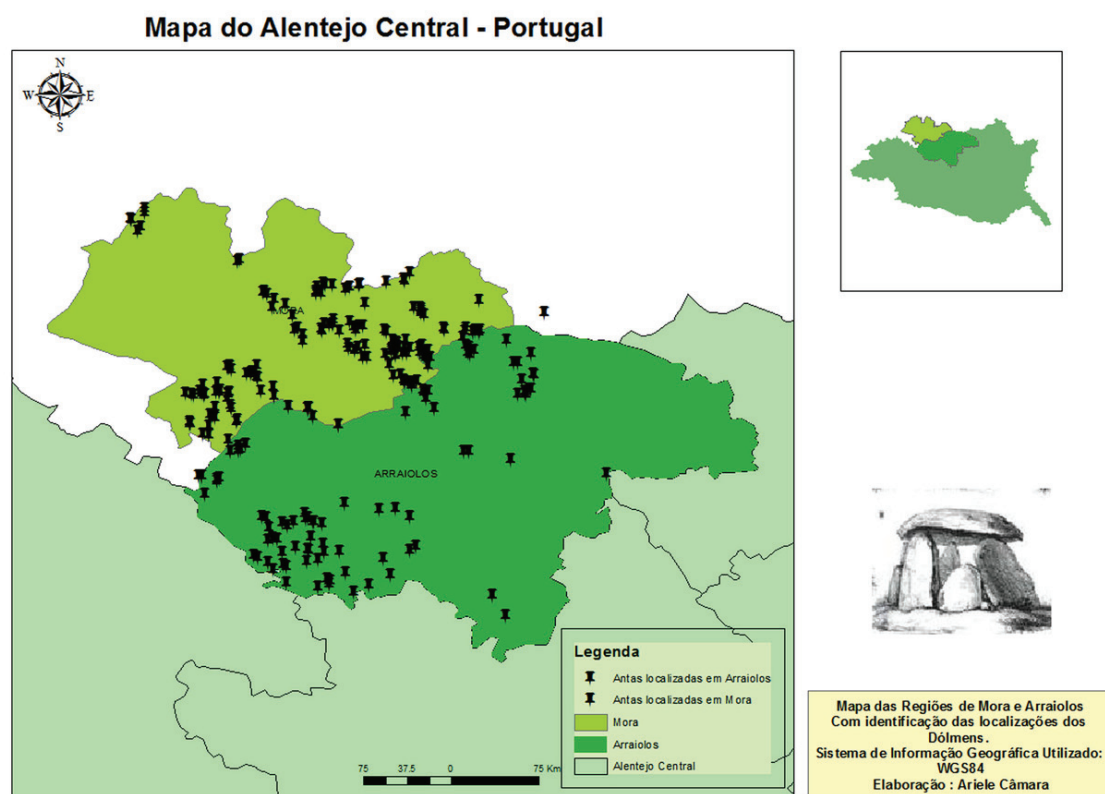 Mapa do Alentejo Central - Portugal
N
W E
S
MORA
ARRAIOLOS
Legenda
Antas localizadas em Arraiolos
Antas localizadas em Mora
Mora
Arraiolos
Alentejo Central
75 37.5 0 75 Km
Mapa das Regiões de Mora e Arraiolos
Com identificação das localizações dos
Dólmens.
Sistema de Informação Geográfica Utilizado:
WGS84
Elaboração : Ariele Câmara